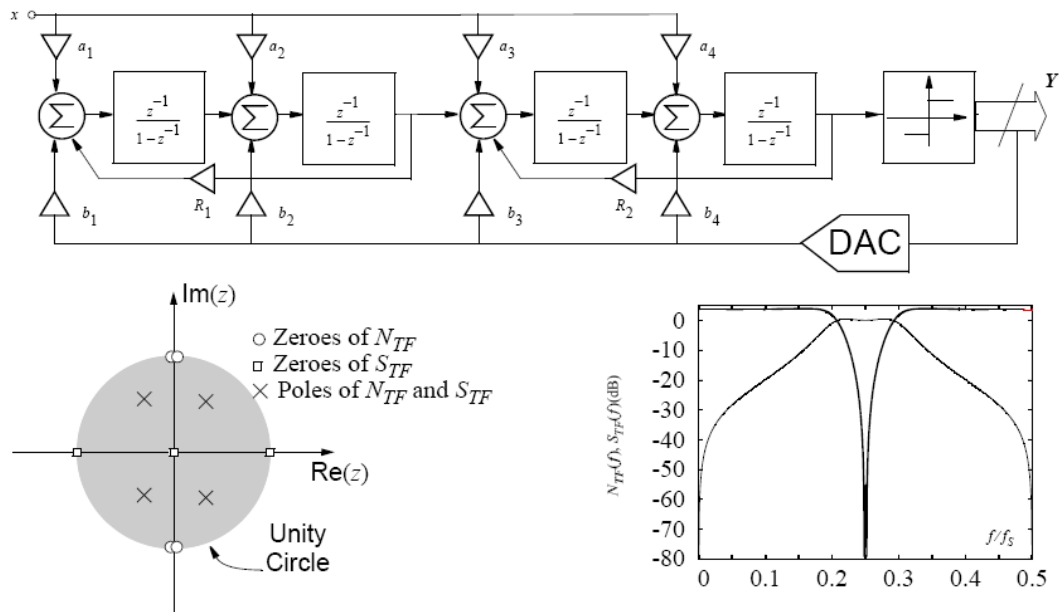 x
a1 a2 a3 a4
Σ z^-1 / 1-z^-1 Σ z^-1 / 1-z^-1 Σ z^-1 / 1-z^-1 Σ z^-1 / 1-z^-1 Y
R1 R2
b1 b2 b3 b4
DAC
Im(z)
Zeroes of NTF
Zeroes of STF
Poles of NTF and STF
Re(z)
Unity
Circle
NTF(f), STF(f)(dB)
0
-10
-20
-30
-40
-50
-60
-70
-80
f/fS
0 0.1 0.2 0.3 0.4 0.5